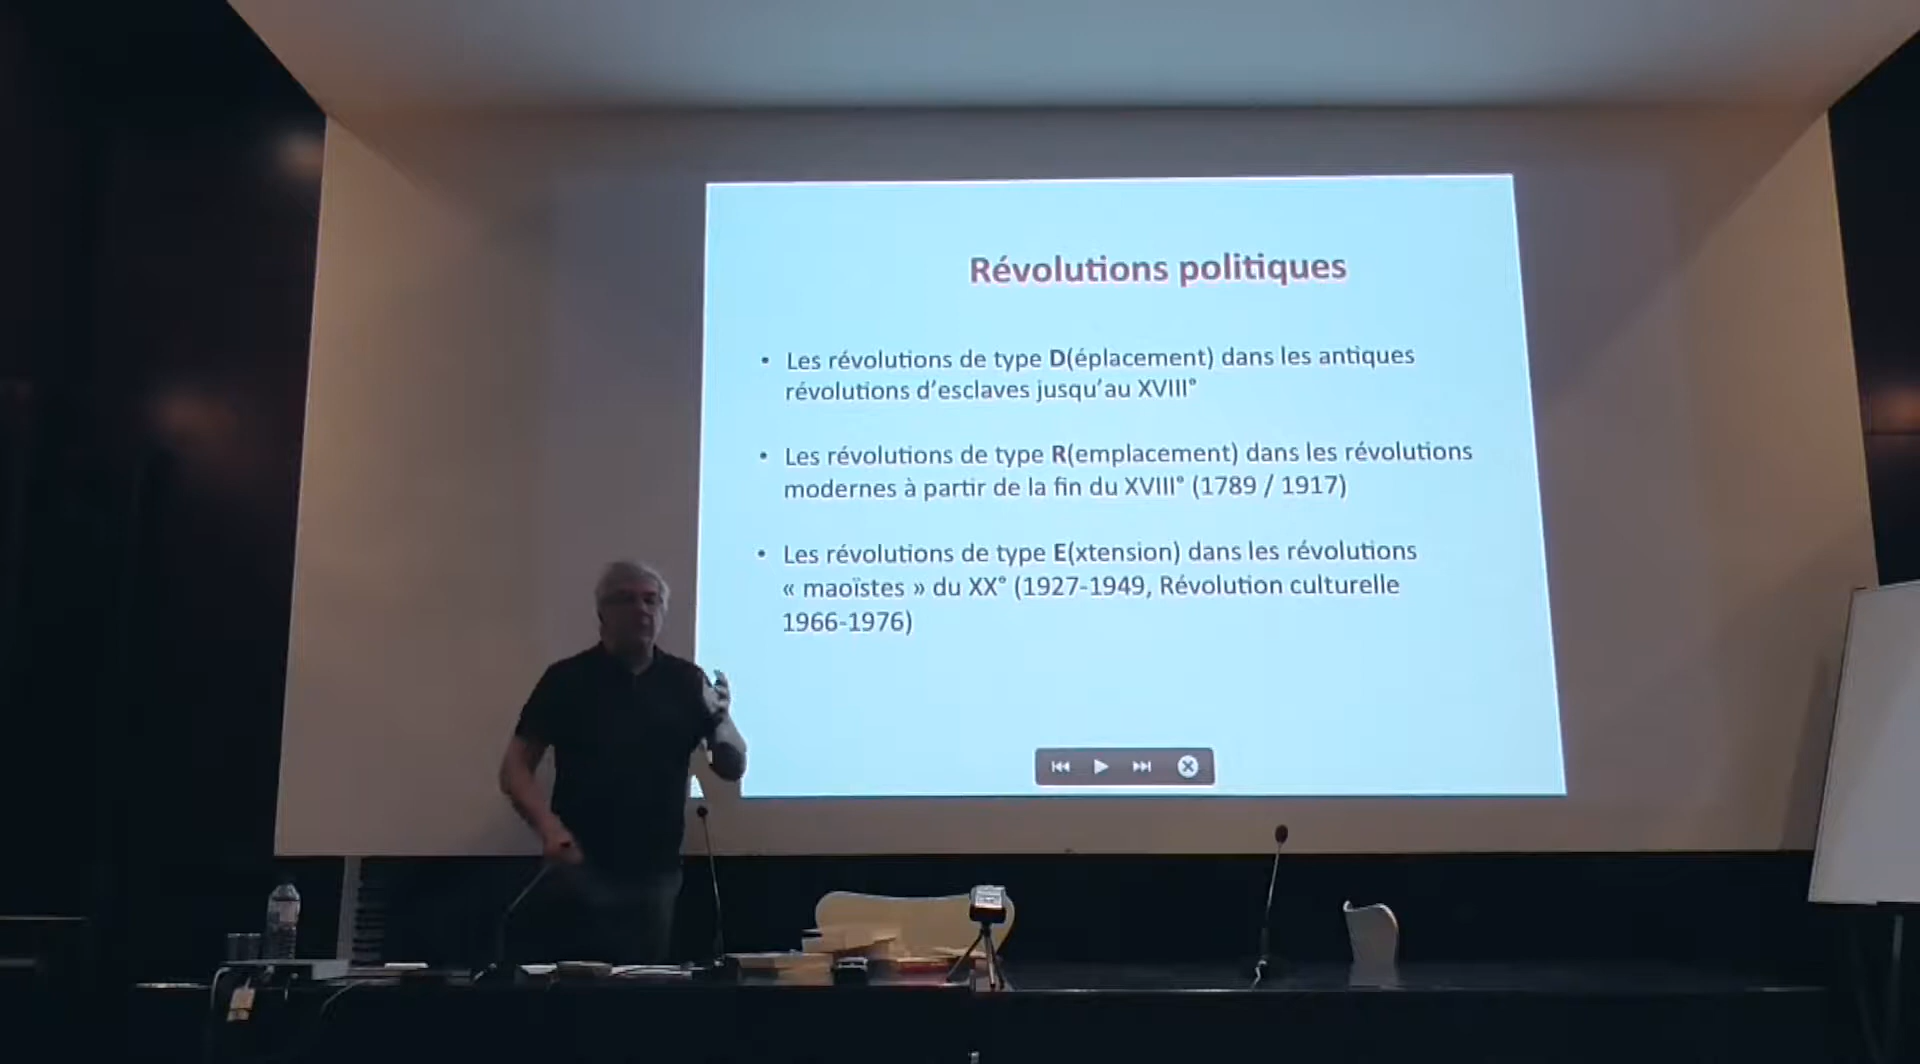 Révolutions politiques
• Les révolutions de type D(éplacement) dans les antiques
révolutions d’esclaves jusqu’au XVIII°
• Les révolutions de type R(emplacement) dans les révolutions
modernes à partir de la fin du XVIII° (1789 / 1917)
• Les révolutions de type E(xtension) dans les révolutions
« maoïstes » du XX° (1927-1949, Révolution culturelle
1966-1976)